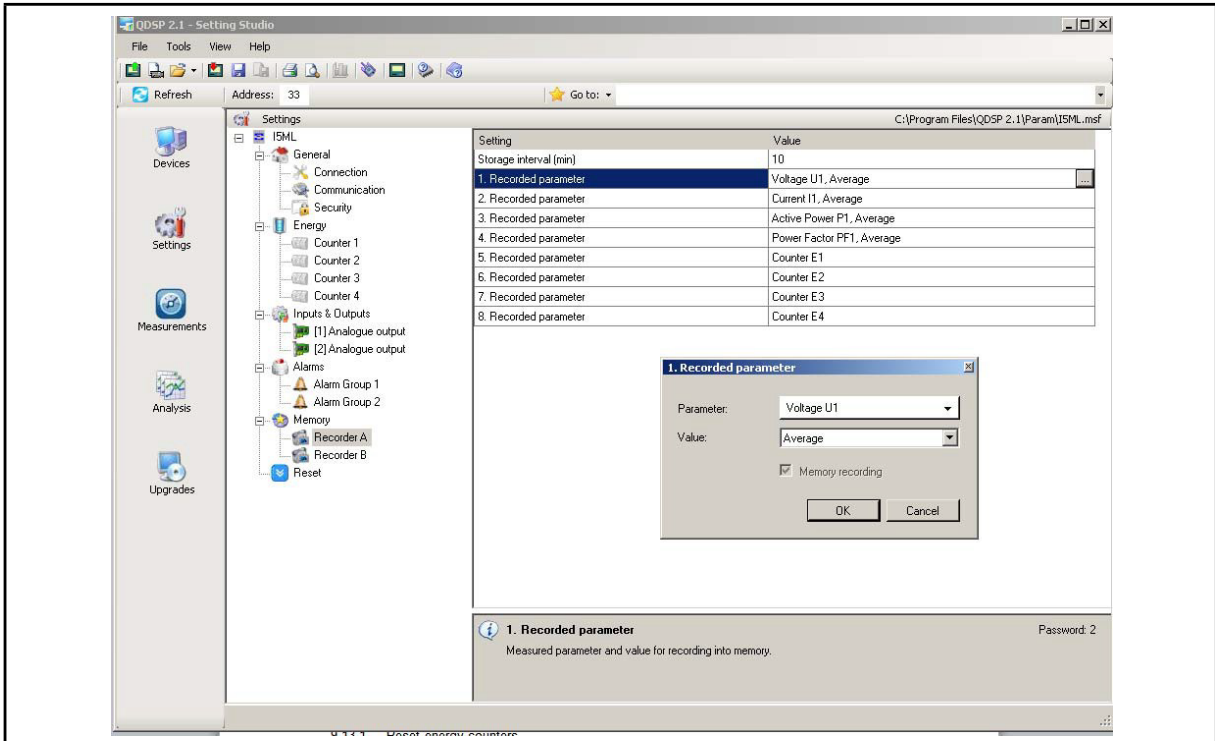 QDSP 2.1 - Setting Studio
File Tools View Help
Refresh Address: 33 Go to:
Settings C:\Program Files\QDSP 2.1\Param\I5ML.msf
Devices
Settings
Measurements
Analysis
Upgrades
I5ML
General
Connection
Communication
Security
Energy
Counter 1
Counter 2
Counter 3
Counter 4
Inputs & Outputs
[1] Analogue output
[2] Analogue output
Alarms
Alarm Group 1
Alarm Group 2
Memory
Recorder A
Recorder B
Reset
Setting Value
Storage interval (min) 10
1. Recorded parameter Voltage U1, Average ...
2. Recorded parameter Current I1, Average
3. Recorded parameter Active Power P1, Average
4. Recorded parameter Power Factor PF1, Average
5. Recorded parameter Counter E1
6. Recorded parameter Counter E2
7. Recorded parameter Counter E3
8. Recorded parameter Counter E4
1. Recorded parameter
Parameter: Voltage U1
Value: Average
Memory recording
OK Cancel
1. Recorded parameter Password: 2
Measured parameter and value for recording into memory.
9.13.1 Reset energy counters